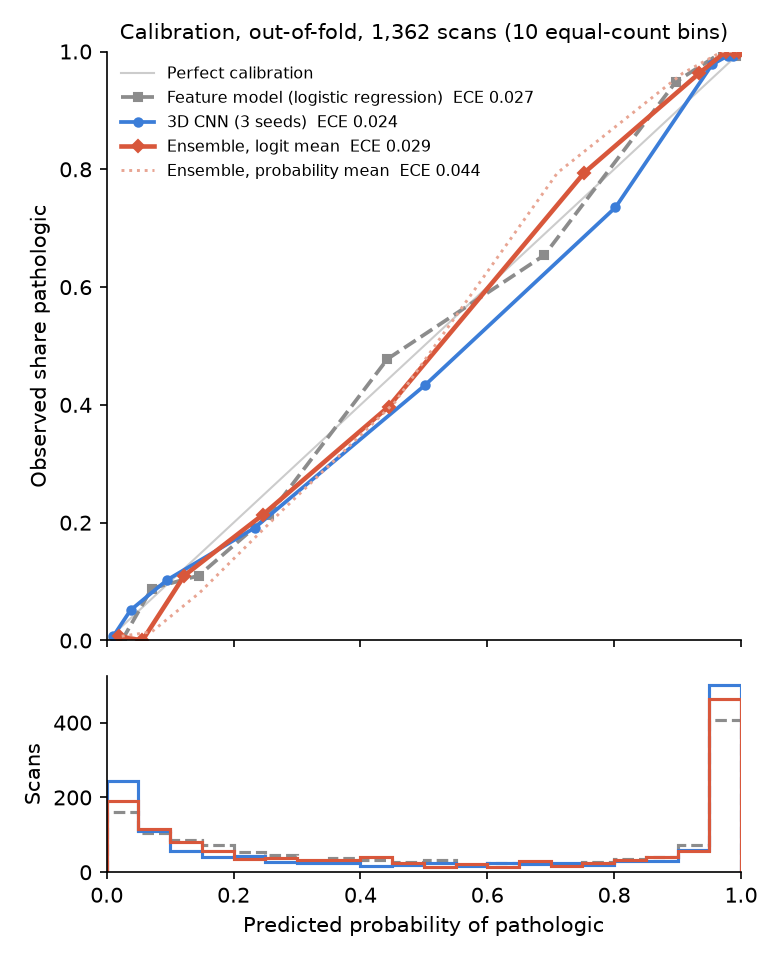 Calibration, out-of-fold, 1,362 scans (10 equal-count bins)
1.0
Perfect calibration
Feature model (logistic regression)  ECE 0.027
3D CNN (3 seeds)  ECE 0.024
Ensemble, logit mean  ECE 0.029
Ensemble, probability mean  ECE 0.044
0.8
0.6
0.4
0.2
0.0
Observed share pathologic
400
200
0
Scans
0.0 0.2 0.4 0.6 0.8 1.0
Predicted probability of pathologic